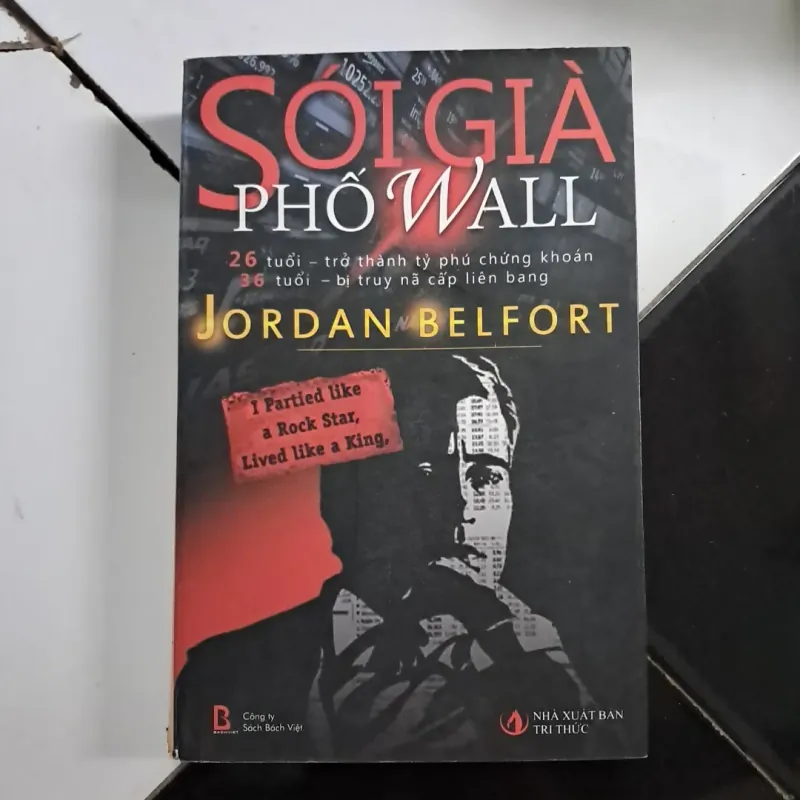 SÓI GIÀ
PHỐ WALL
26 tuổi – trở thành tỷ phú chứng khoán
36 tuổi – bị truy nã cấp liên bang
JORDAN BELFORT
I Partied like
a Rock Star,
Lived like a King,
B
BACHVIET
Công ty
Sách Bách Việt
NHÀ XUẤT BẢN
TRI THỨC